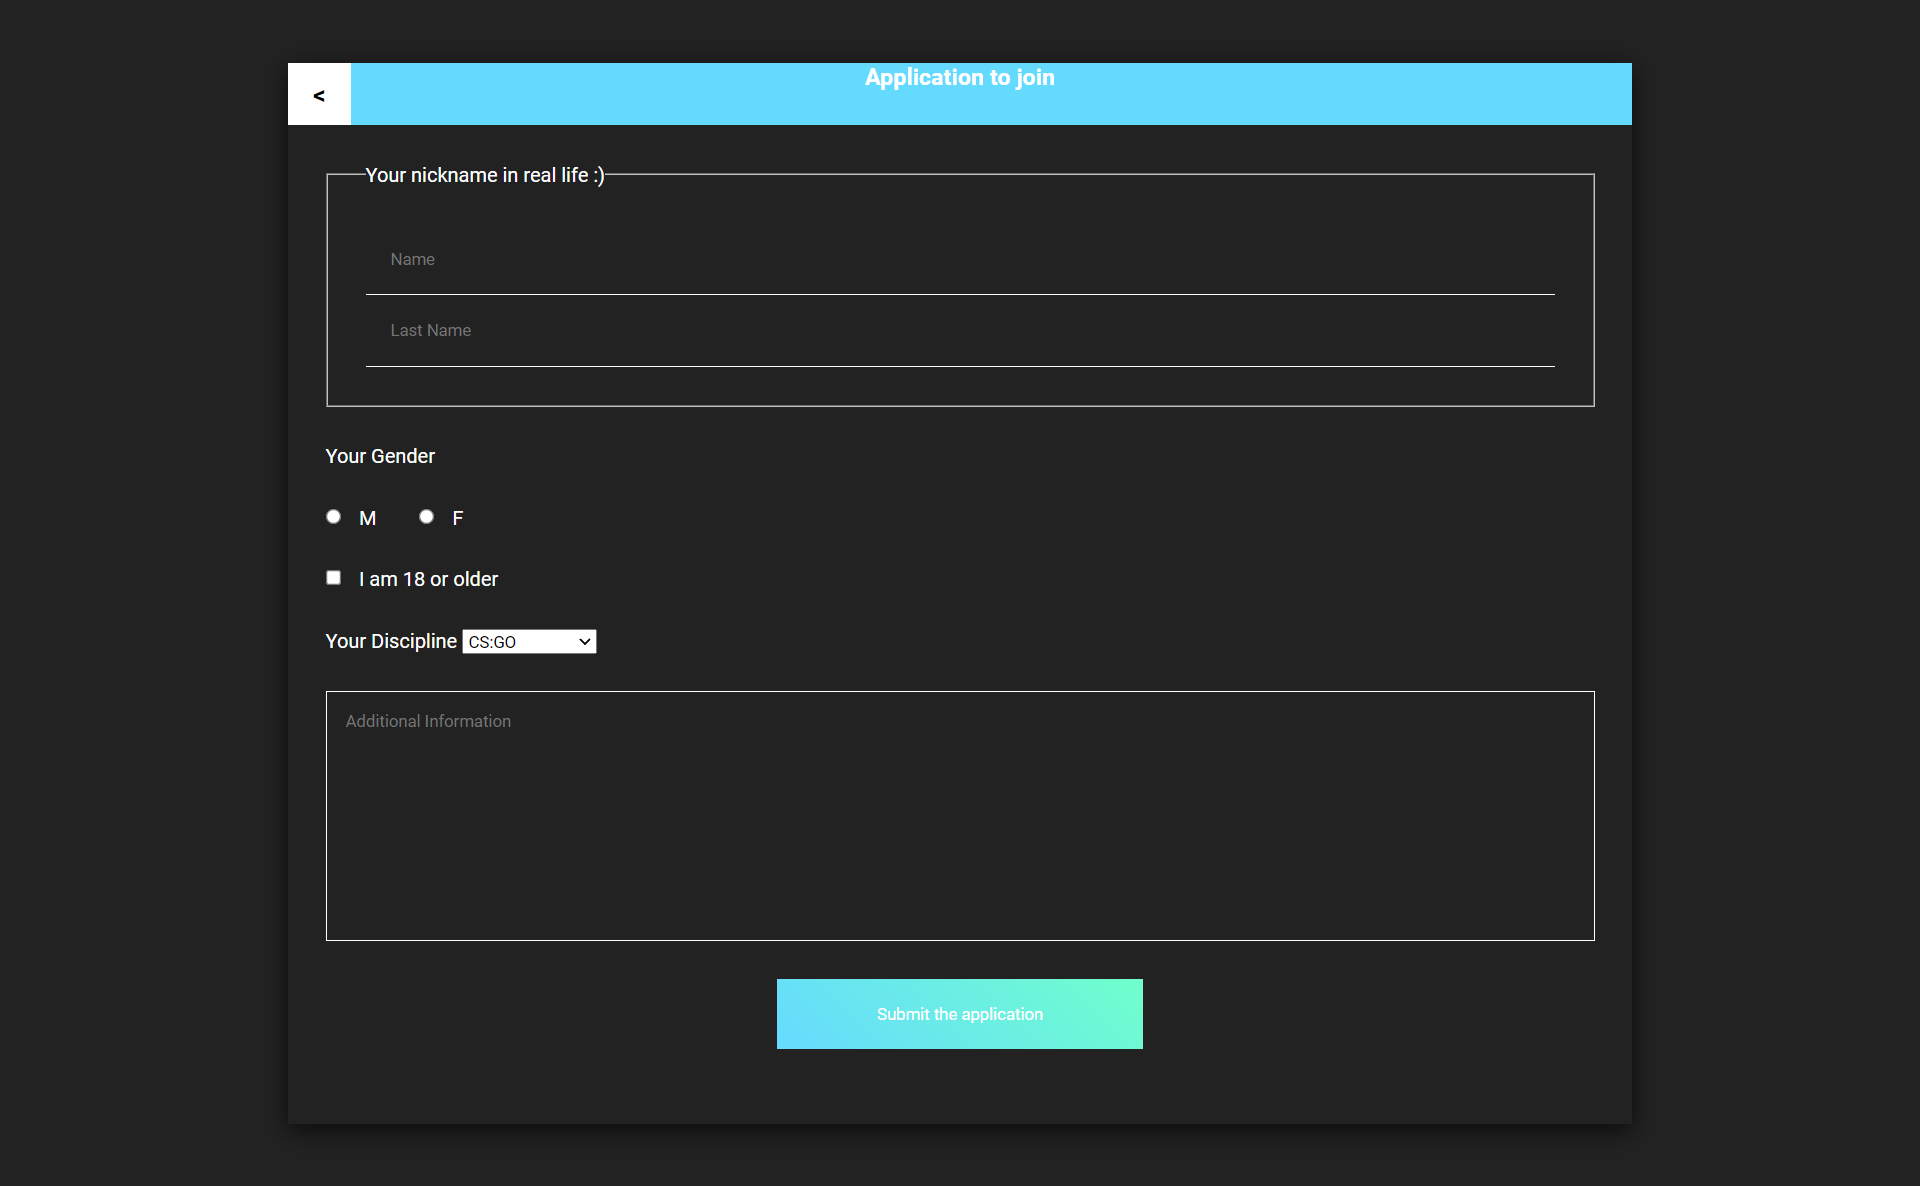 <
Application to join
Your nickname in real life :)
Name
Last Name
Your Gender
M F
I am 18 or older
Your Discipline CS:GO
Additional Information
Submit the application